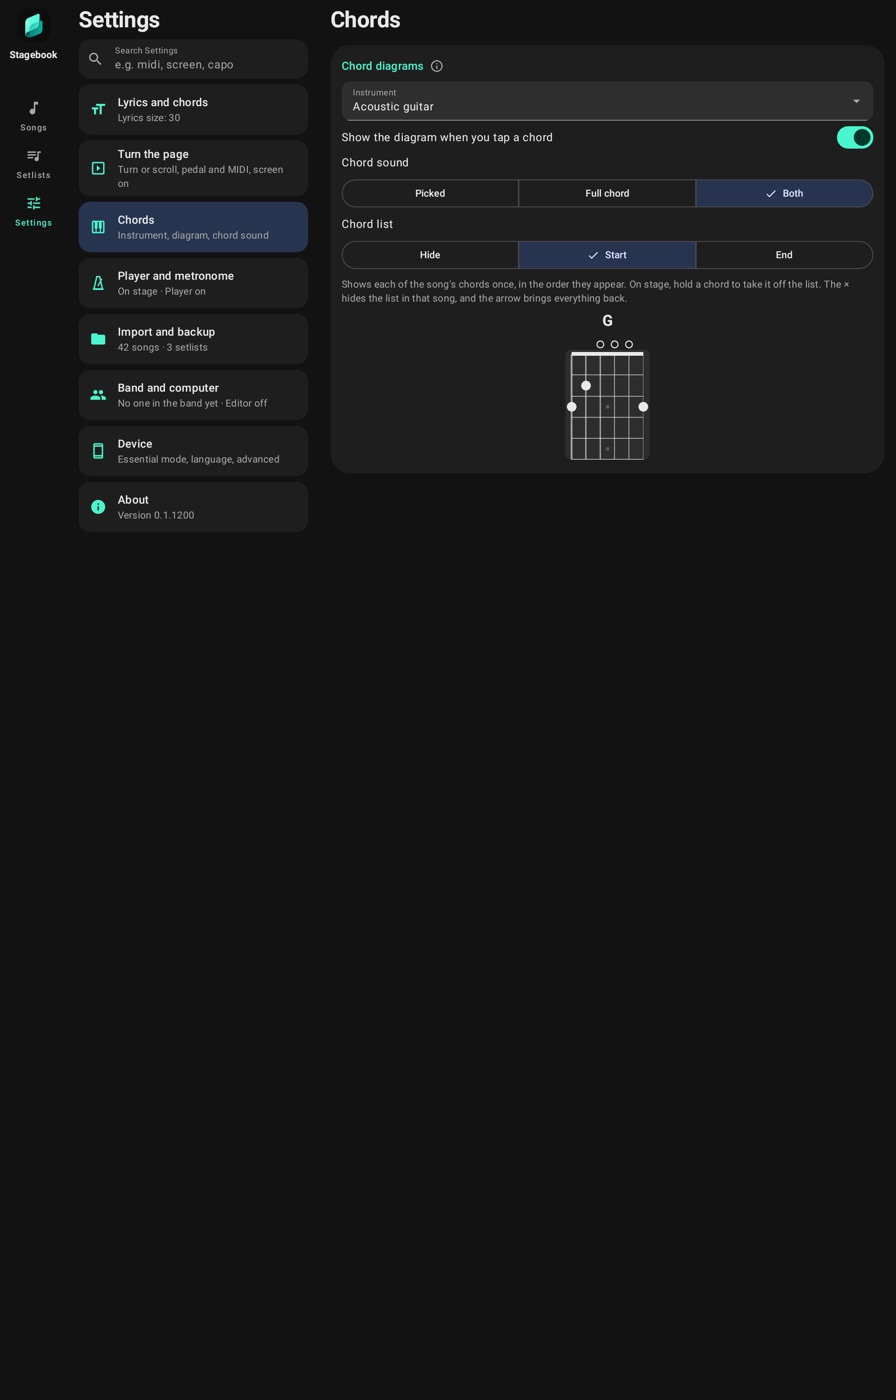 Stagebook
Songs
Setlists
Settings
Settings
Search Settings
e.g. midi, screen, capo
Lyrics and chords
Lyrics size: 30
Turn the page
Turn or scroll, pedal and MIDI, screen
on
Chords
Instrument, diagram, chord sound
Player and metronome
On stage · Player on
Import and backup
42 songs · 3 setlists
Band and computer
No one in the band yet · Editor off
Device
Essential mode, language, advanced
About
Version 0.1.1200
Chords
Chord diagrams
Instrument
Acoustic guitar
Show the diagram when you tap a chord
Chord sound
Picked
Full chord
Both
Chord list
Hide
Start
End
Shows each of the song's chords once, in the order they appear. On stage, hold a chord to take it off the list. The ×
hides the list in that song, and the arrow brings everything back.
G